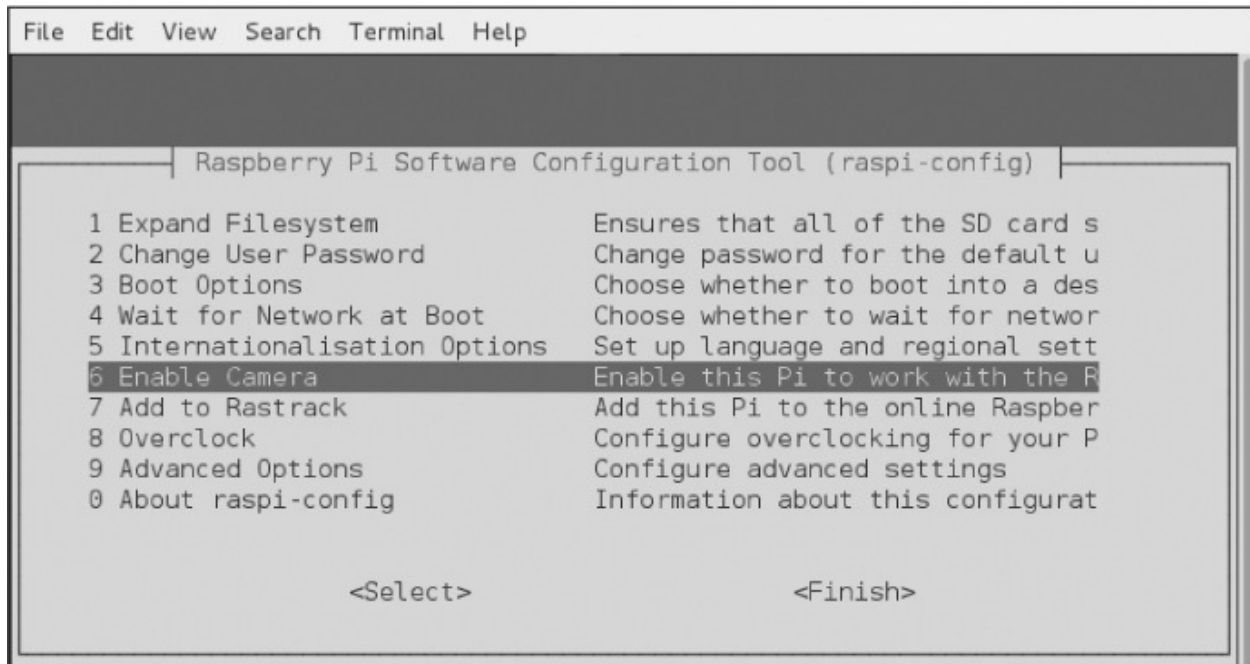 File Edit View Search Terminal Help
Raspberry Pi Software Configuration Tool (raspi-config)
1 Expand Filesystem Ensures that all of the SD card s
2 Change User Password Change password for the default u
3 Boot Options Choose whether to boot into a des
4 Wait for Network at Boot Choose whether to wait for networ
5 Internationalisation Options Set up language and regional sett
6 Enable Camera Enable this Pi to work with the R
7 Add to Rastrack Add this Pi to the online Raspber
8 Overclock Configure overclocking for your P
9 Advanced Options Configure advanced settings
0 About raspi-config Information about this configurat
<Select> <Finish>